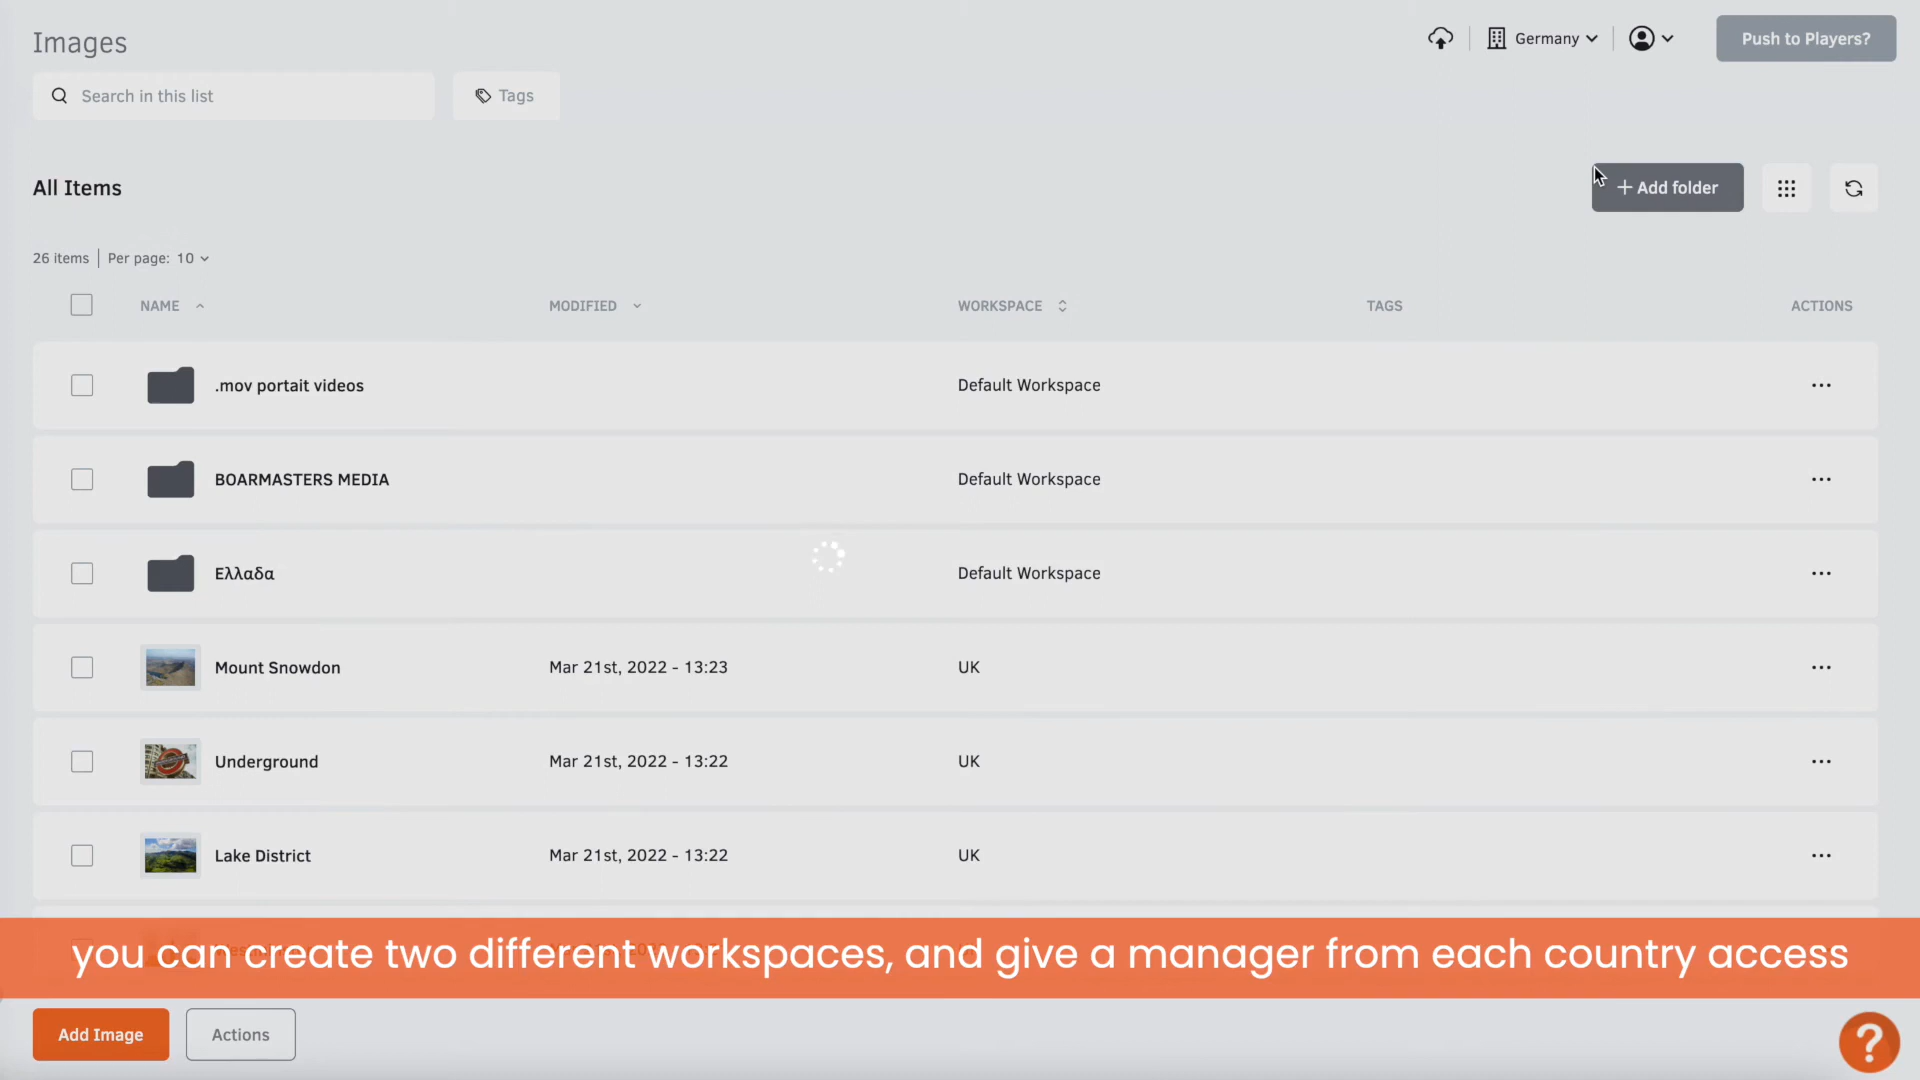 Images
Germany
Push to Players?
Search in this list
Tags
All Items
+ Add folder
26 items | Per page: 10
NAME MODIFIED WORKSPACE TAGS ACTIONS
.mov portait videos Default Workspace
BOARMASTERS MEDIA Default Workspace
Ελλαδα Default Workspace
Mount Snowdon Mar 21st, 2022 - 13:23 UK
Underground Mar 21st, 2022 - 13:22 UK
Lake District Mar 21st, 2022 - 13:22 UK
you can create two different workspaces, and give a manager from each country access
Add Image Actions
?